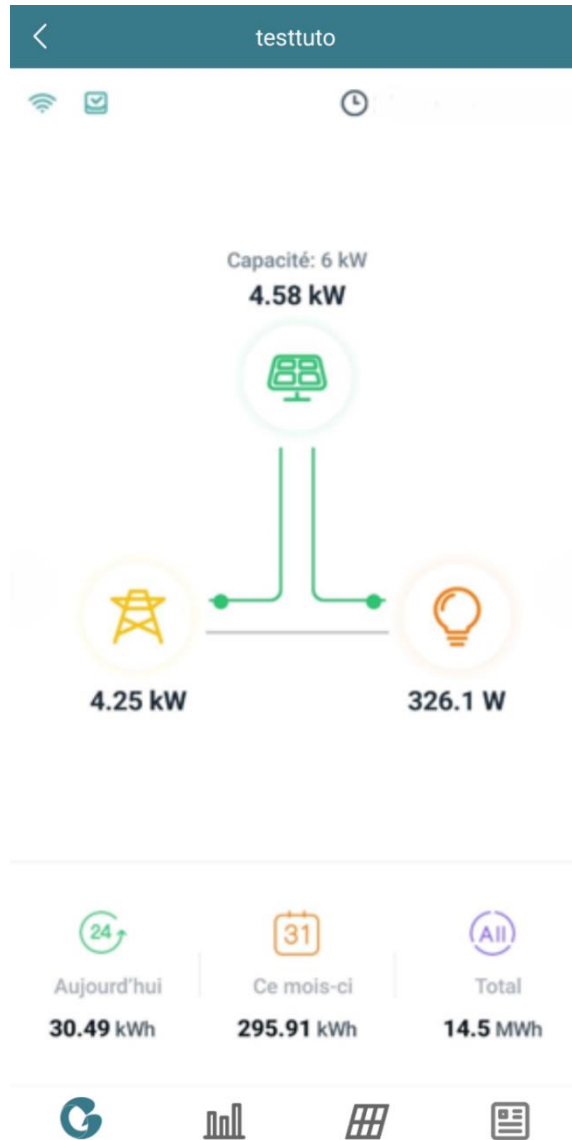 testtuto
Capacité: 6 kW
4.58 kW
4.25 kW
326.1 W
24
31
All
Aujourd'hui
Ce mois-ci
Total
30.49 kWh
295.91 kWh
14.5 MWh